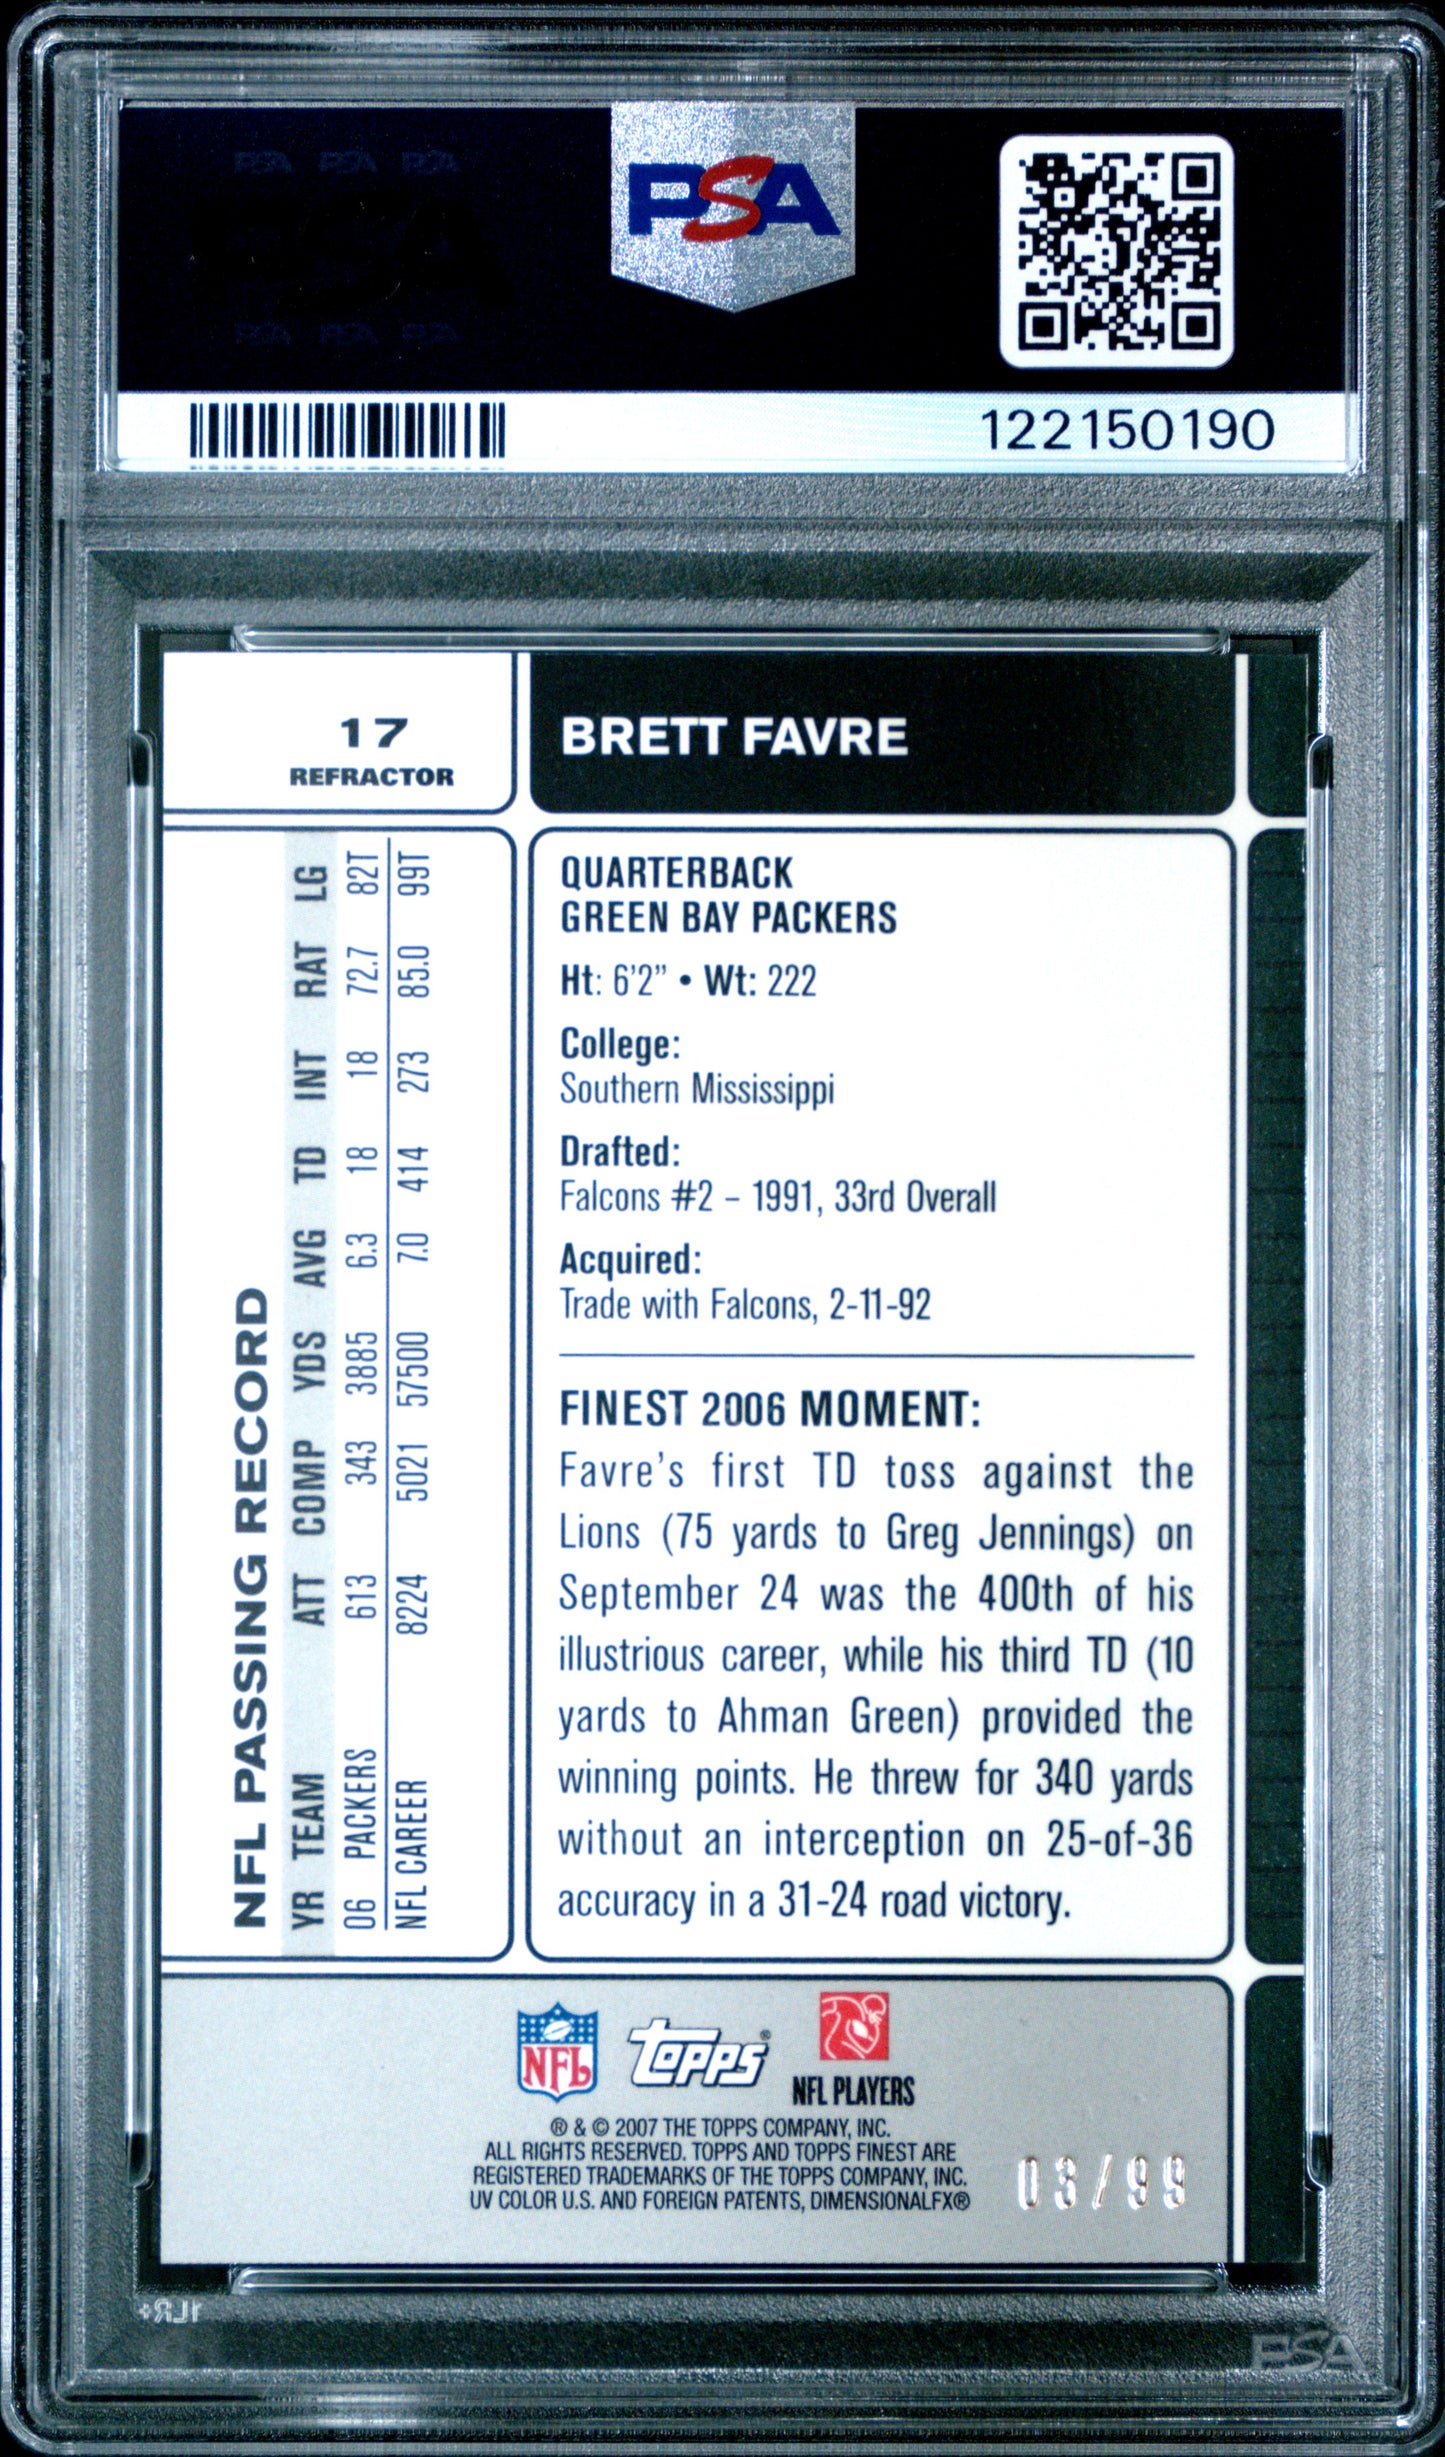 PSA PSA PSA
PSA
PSA PSA PSA
PSA
122150190
17
REFRACTOR
BRETT FAVRE
NFL PASSING RECORD
YR TEAM ATT COMP YDS AVG TD INT RAT LG
06 PACKERS 613 343 3885 6.3 18 18 72.7 82T
NFL CAREER 8224 5021 57500 7.0 414 273 85.0 99T
QUARTERBACK
GREEN BAY PACKERS
Ht: 6'2" • Wt: 222
College:
Southern Mississippi
Drafted:
Falcons #2 – 1991, 33rd Overall
Acquired:
Trade with Falcons, 2-11-92
FINEST 2006 MOMENT:
Favre's first TD toss against the
Lions (75 yards to Greg Jennings) on
September 24 was the 400th of his
illustrious career, while his third TD (10
yards to Ahman Green) provided the
winning points. He threw for 340 yards
without an interception on 25-of-36
accuracy in a 31-24 road victory.
NFL
Topps®
NFL PLAYERS
® & © 2007 THE TOPPS COMPANY, INC.
ALL RIGHTS RESERVED. TOPPS AND TOPPS FINEST ARE
REGISTERED TRADEMARKS OF THE TOPPS COMPANY, INC.
UV COLOR U.S. AND FOREIGN PATENTS, DIMENSIONALFX®
03/99
1LR+
PSA